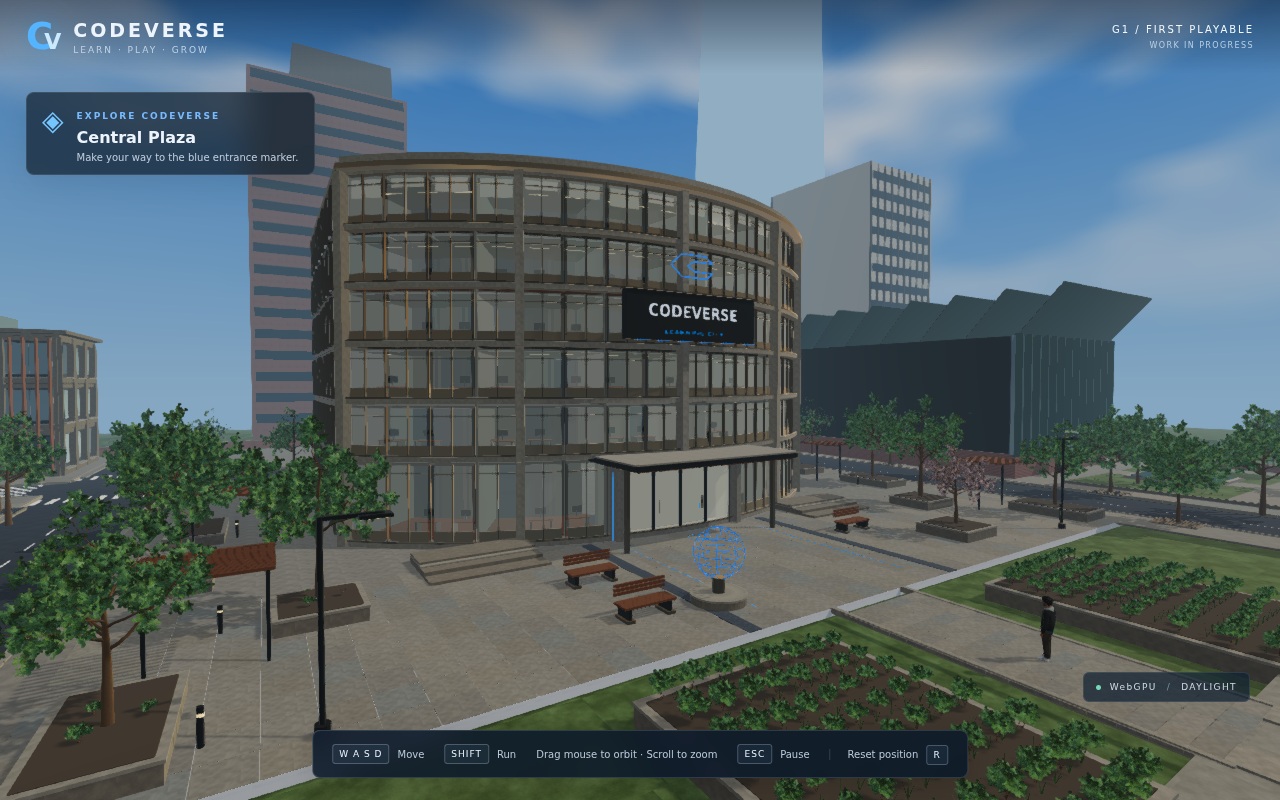 CV CODEVERSE
LEARN · PLAY · GROW
G1 / FIRST PLAYABLE
WORK IN PROGRESS
EXPLORE CODEVERSE
Central Plaza
Make your way to the blue entrance marker.
CODEVERSE
WebGPU / DAYLIGHT
W A S D Move SHIFT Run Drag mouse to orbit · Scroll to zoom ESC Pause | Reset position R